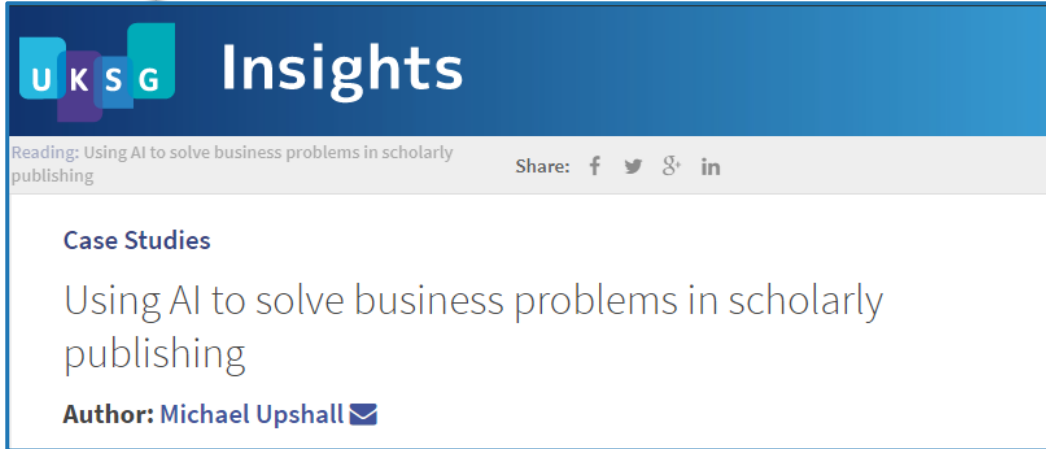 UKSG Insights
Reading: Using AI to solve business problems in scholarly
publishing
Share:
Case Studies
Using AI to solve business problems in scholarly
publishing
Author: Michael Upshall